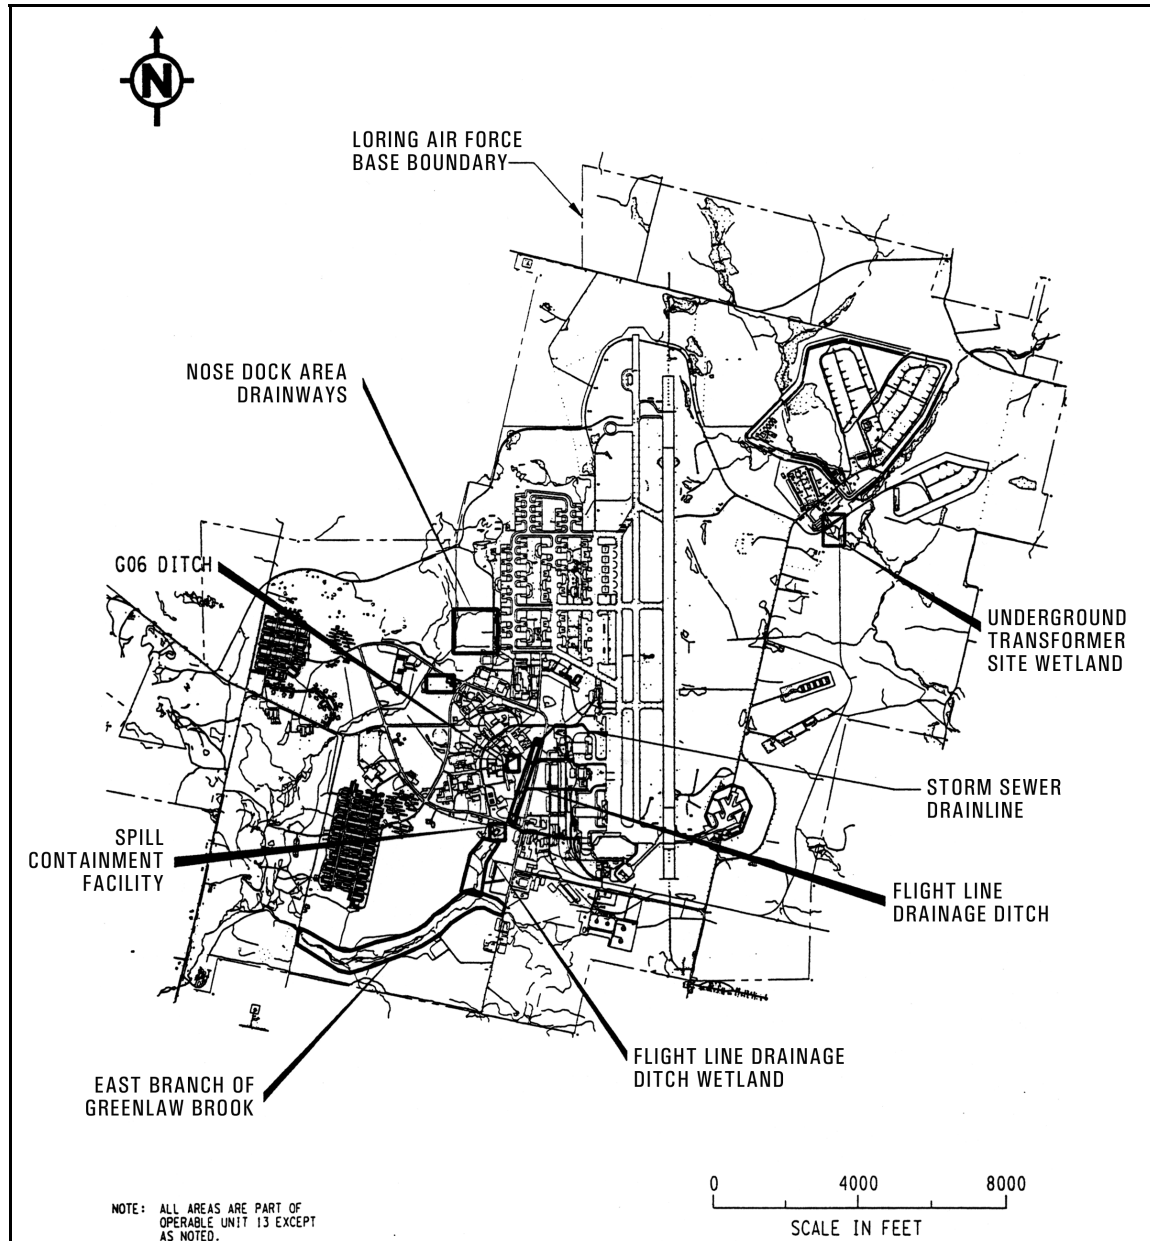 N
LORING AIR FORCE
BASE BOUNDARY
NOSE DOCK AREA
DRAINWAYS
G06 DITCH
UNDERGROUND
TRANSFORMER
SITE WETLAND
STORM SEWER
DRAINLINE
SPILL
CONTAINMENT
FACILITY
FLIGHT LINE
DRAINAGE DITCH
FLIGHT LINE DRAINAGE
DITCH WETLAND
EAST BRANCH OF
GREENLAW BROOK
0 4000 8000
SCALE IN FEET
NOTE: ALL AREAS ARE PART OF
OPERABLE UNIT 13 EXCEPT
AS NOTED.